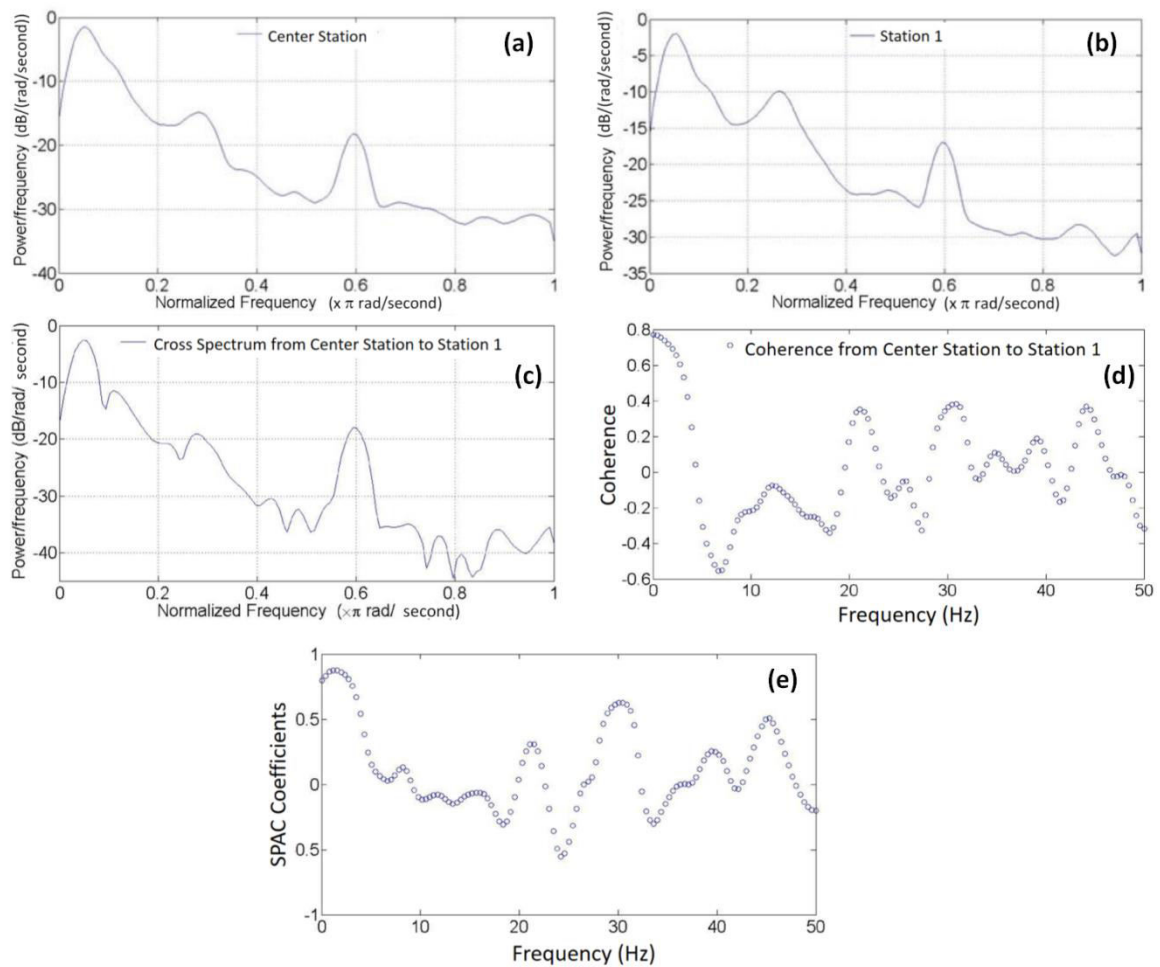 Center Station
(a)
0
-10
-20
-30
-40
0 0.2 0.4 0.6 0.8 1
Power/frequency (dB/(rad/second))
Normalized Frequency (x π rad/second)
Station 1
(b)
0
-5
-10
-15
-20
-25
-30
-35
0 0.2 0.4 0.6 0.8 1
Power/frequency (dB/(rad/second))
Normalized Frequency (x π rad/second)
Cross Spectrum from Center Station to Station 1
(c)
0
-10
-20
-30
-40
0 0.2 0.4 0.6 0.8 1
Power/frequency (dB/rad/ second)
Normalized Frequency (×π rad/ second)
Coherence from Center Station to Station 1
(d)
0.8
0.4
0
-0.4
-0.6
0 10 20 30 40 50
Coherence
Frequency (Hz)
(e)
1
0.5
0
0.5
-1
0 10 20 30 40 50
SPAC Coefficients
Frequency (Hz)